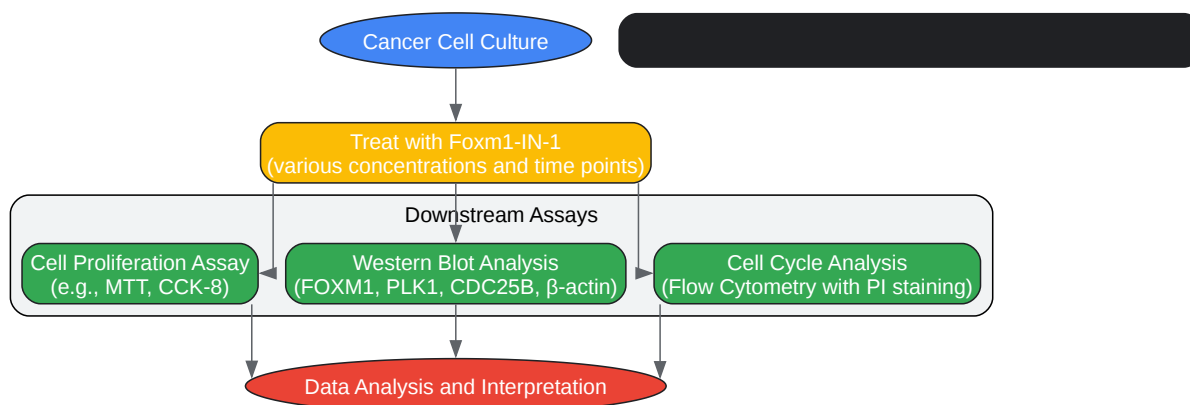 Cancer Cell Culture
Treat with Foxm1-IN-1
(various concentrations and time points)
Downstream Assays
Cell Proliferation Assay
(e.g., MTT, CCK-8)
Western Blot Analysis
(FOXM1, PLK1, CDC25B, β-actin)
Cell Cycle Analysis
(Flow Cytometry with PI staining)
Data Analysis and Interpretation